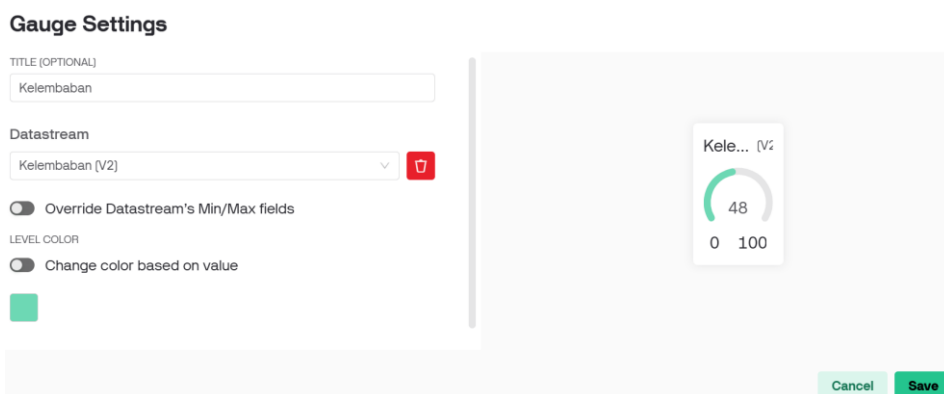 Gauge Settings
TITLE (OPTIONAL)
Kelembaban
Datastream
Kelembaban (V2)
Override Datastream's Min/Max fields
LEVEL COLOR
Change color based on value
Kele... (V2
48
0 100
Cancel Save